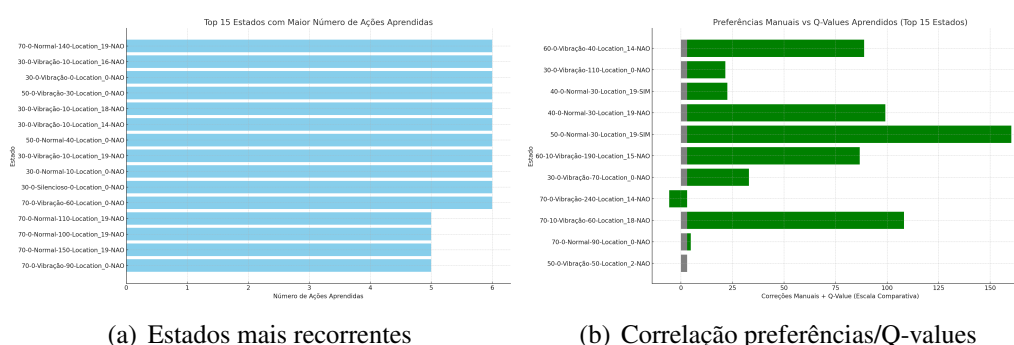 Top 15 Estados com Maior Número de Ações Aprendidas
Estado
70-0-Normal-140-Location_19-NAO
30-0-Vibração-10-Location_16-NAO
30-0-Vibração-0-Location_0-NAO
50-0-Vibração-30-Location_0-NAO
30-0-Vibração-10-Location_18-NAO
30-0-Vibração-10-Location_14-NAO
50-0-Normal-40-Location_0-NAO
30-0-Vibração-10-Location_19-NAO
30-0-Normal-10-Location_0-NAO
30-0-Silencioso-0-Location_0-NAO
70-0-Vibração-60-Location_0-NAO
70-0-Normal-110-Location_19-NAO
70-0-Normal-100-Location_19-NAO
70-0-Normal-150-Location_19-NAO
70-0-Vibração-90-Location_0-NAO
0 1 2 3 4 5 6
Número de Ações Aprendidas
(a) Estados mais recorrentes
Preferências Manuais vs Q-Values Aprendidos (Top 15 Estados)
Estado
60-0-Vibração-40-Location_14-NAO
30-0-Vibração-110-Location_0-NAO
40-0-Normal-30-Location_19-SIM
40-0-Normal-30-Location_19-NAO
50-0-Normal-30-Location_19-SIM
60-10-Vibração-190-Location_15-NAO
30-0-Vibração-70-Location_0-NAO
70-0-Vibração-240-Location_14-NAO
70-10-Vibração-60-Location_18-NAO
70-0-Normal-90-Location_0-NAO
50-0-Vibração-50-Location_2-NAO
0 25 50 75 100 125 150
Correções Manuais + Q-Value (Escala Comparativa)
(b) Correlação preferências/Q-values